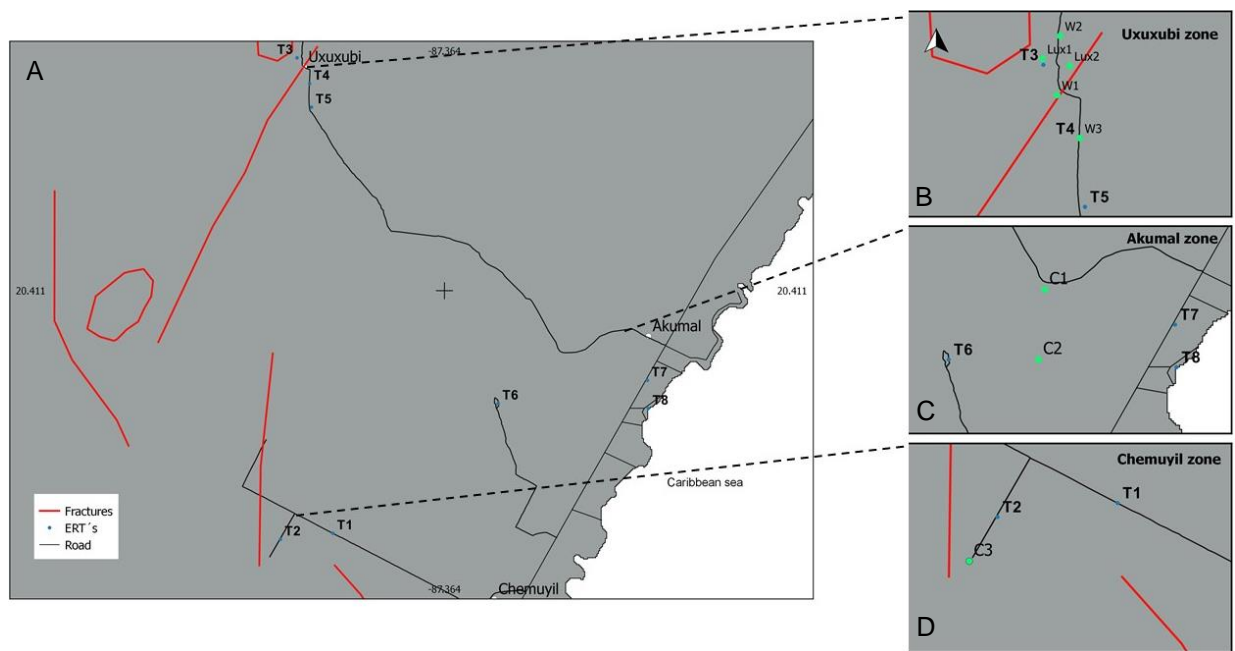 A
T3
Uxuxubi
T4
T5
-87.364
20.411
20.411
Akumal
T7
T8
T6
Caribbean sea
T2
T1
-87.364
Chemuyil
Fractures
ERT´s
Road
Uxuxubi zone
W2
T3
Lux1
Lux2
W1
T4
W3
T5
B
Akumal zone
C1
T7
C2
T6
T8
C
Chemuyil zone
T1
T2
C3
D